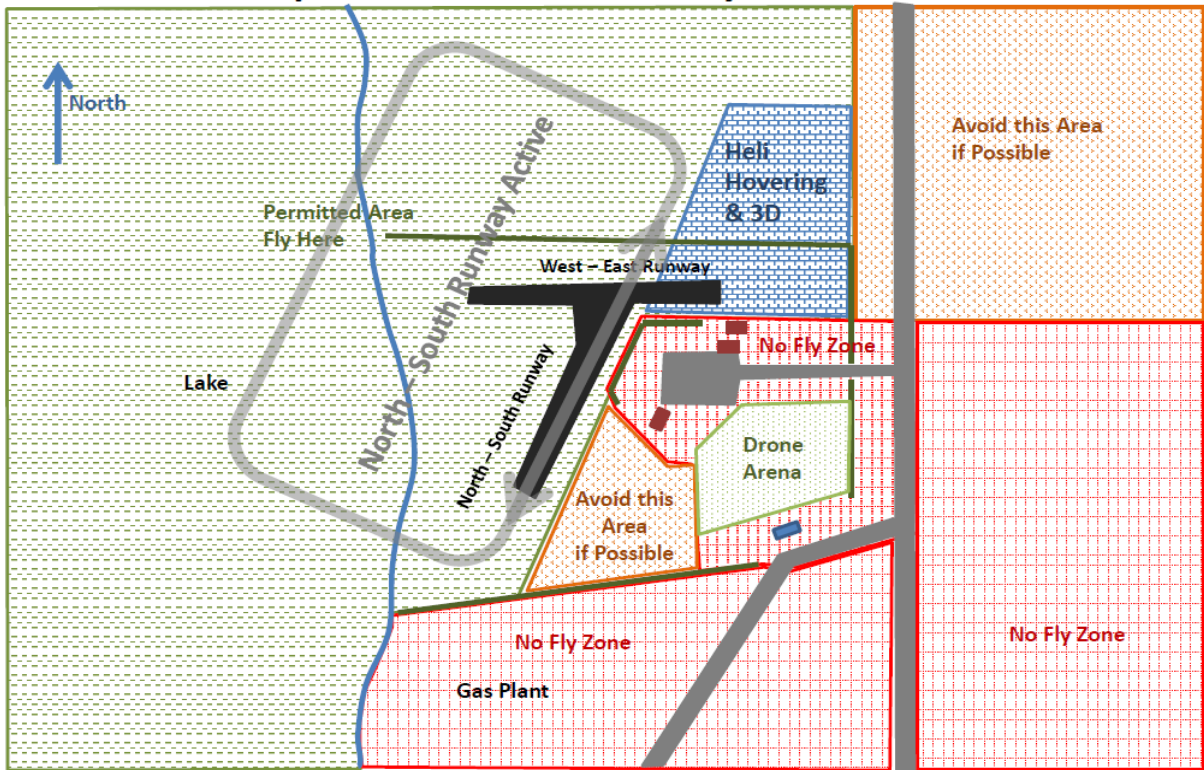 North
Avoid this Area
if Possible
Heli
Hovering
& 3D
Permitted Area
Fly Here
North – South Runway Active
West – East Runway
No Fly Zone
Lake
North – South Runway
Drone
Arena
Avoid this
Area
if Possible
No Fly Zone
Gas Plant
No Fly Zone